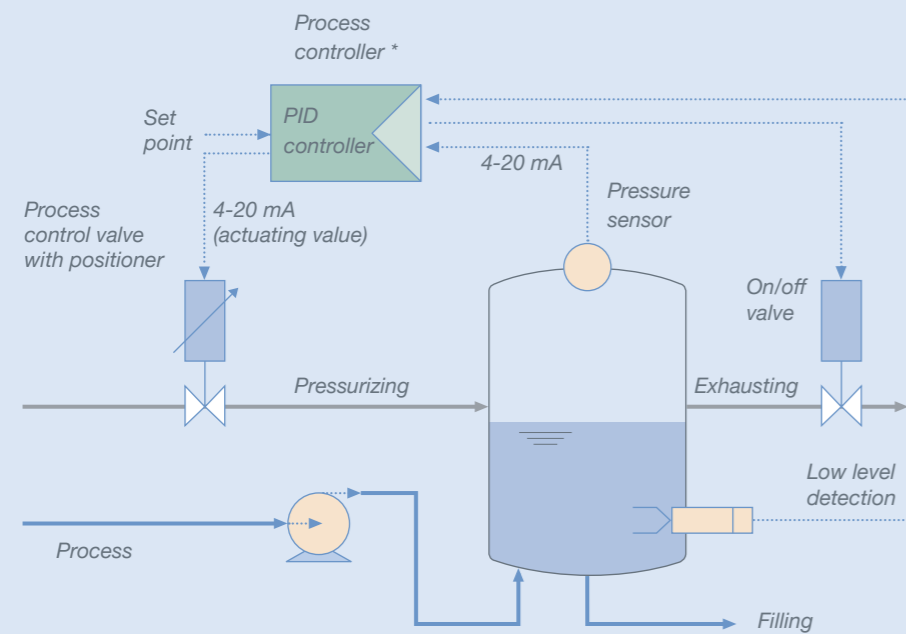 Process
controller *
Set
point
PID
controller
4-20 mA
Pressure
sensor
Process
control valve
with positioner
4-20 mA
(actuating value)
On/off
valve
Pressurizing
Exhausting
Low level
detection
Process
Filling